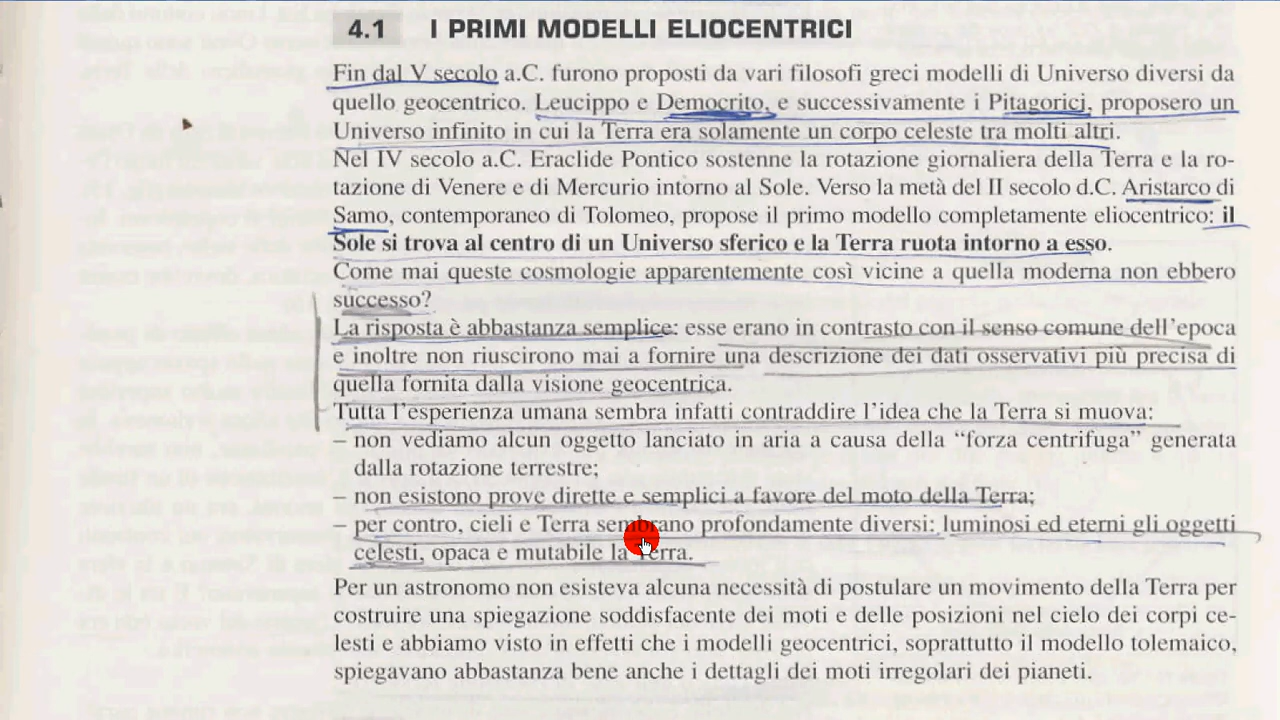 4.1 I PRIMI MODELLI ELIOCENTRICI
Fin dal V secolo a.C. furono proposti da vari filosofi greci modelli di Universo diversi da
quello geocentrico. Leucippo e Democrito, e successivamente i Pitagorici, proposero un
Universo infinito in cui la Terra era solamente un corpo celeste tra molti altri.
Nel IV secolo a.C. Eraclide Pontico sostenne la rotazione giornaliera della Terra e la ro-
tazione di Venere e di Mercurio intorno al Sole. Verso la metà del II secolo d.C. Aristarco di
Samo, contemporaneo di Tolomeo, propose il primo modello completamente eliocentrico: il
Sole si trova al centro di un Universo sferico e la Terra ruota intorno a esso.
Come mai queste cosmologie apparentemente così vicine a quella moderna non ebbero
successo?
La risposta è abbastanza semplice: esse erano in contrasto con il senso comune dell'epoca
e inoltre non riuscirono mai a fornire una descrizione dei dati osservativi più precisa di
quella fornita dalla visione geocentrica.
Tutta l'esperienza umana sembra infatti contraddire l'idea che la Terra si muova:
– non vediamo alcun oggetto lanciato in aria a causa della “forza centrifuga” generata
dalla rotazione terrestre;
– non esistono prove dirette e semplici a favore del moto della Terra;
– per contro, cieli e Terra sembrano profondamente diversi: luminosi ed eterni gli oggetti
celesti, opaca e mutabile la Terra.
Per un astronomo non esisteva alcuna necessità di postulare un movimento della Terra per
costruire una spiegazione soddisfacente dei moti e delle posizioni nel cielo dei corpi ce-
lesti e abbiamo visto in effetti che i modelli geocentrici, soprattutto il modello tolemaico,
spiegavano abbastanza bene anche i dettagli dei moti irregolari dei pianeti.